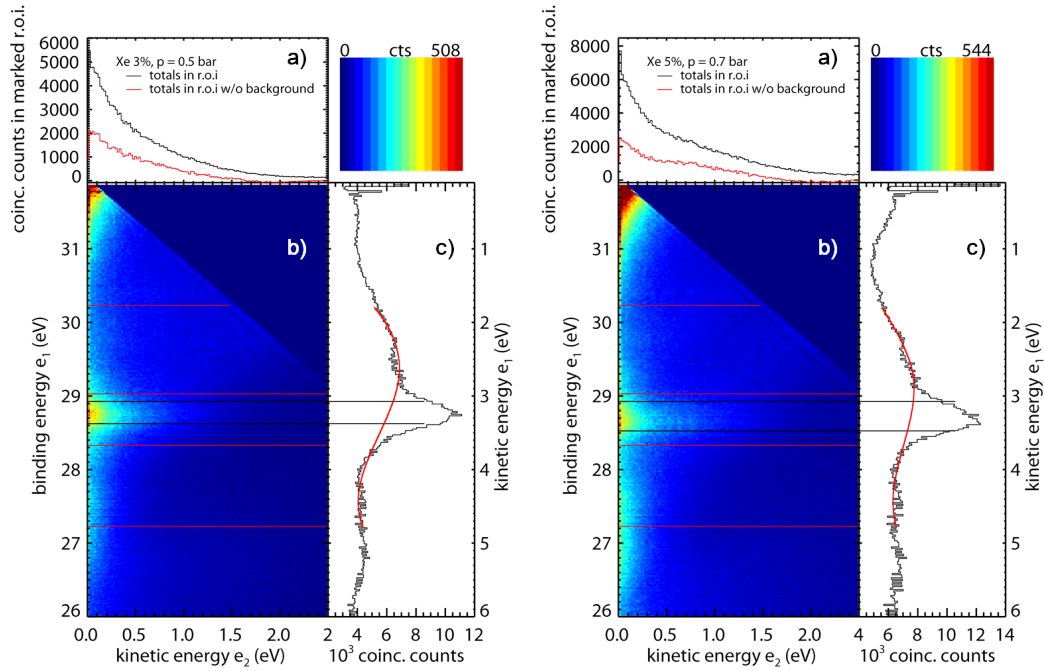 coinc. counts in marked r.o.i.
6000
5000
4000
3000
2000
1000
0
a)
Xe 3%, p = 0.5 bar
totals in r.o.i
totals in r.o.i w/o background
0 cts 508
binding energy e1 (eV)
31
30
29
28
27
26
b)
0.0 0.5 1.0 1.5 2.0 2
kinetic energy e2 (eV)
c)
1
2
3
4
5
6
kinetic energy e1 (eV)
4 6 8 10 12 14
10³ coinc. counts
coinc. counts in marked r.o.i.
8000
6000
4000
2000
0
a)
Xe 5%, p = 0.7 bar
totals in r.o.i
totals in r.o.i w/o background
0 cts 544
binding energy e1 (eV)
31
30
29
28
27
26
b)
0.0 0.5 1.0 1.5 2.0
kinetic energy e2 (eV)
c)
1
2
3
4
5
6
kinetic energy e1 (eV)
4 6 8 10 12 14
10³ coinc. counts